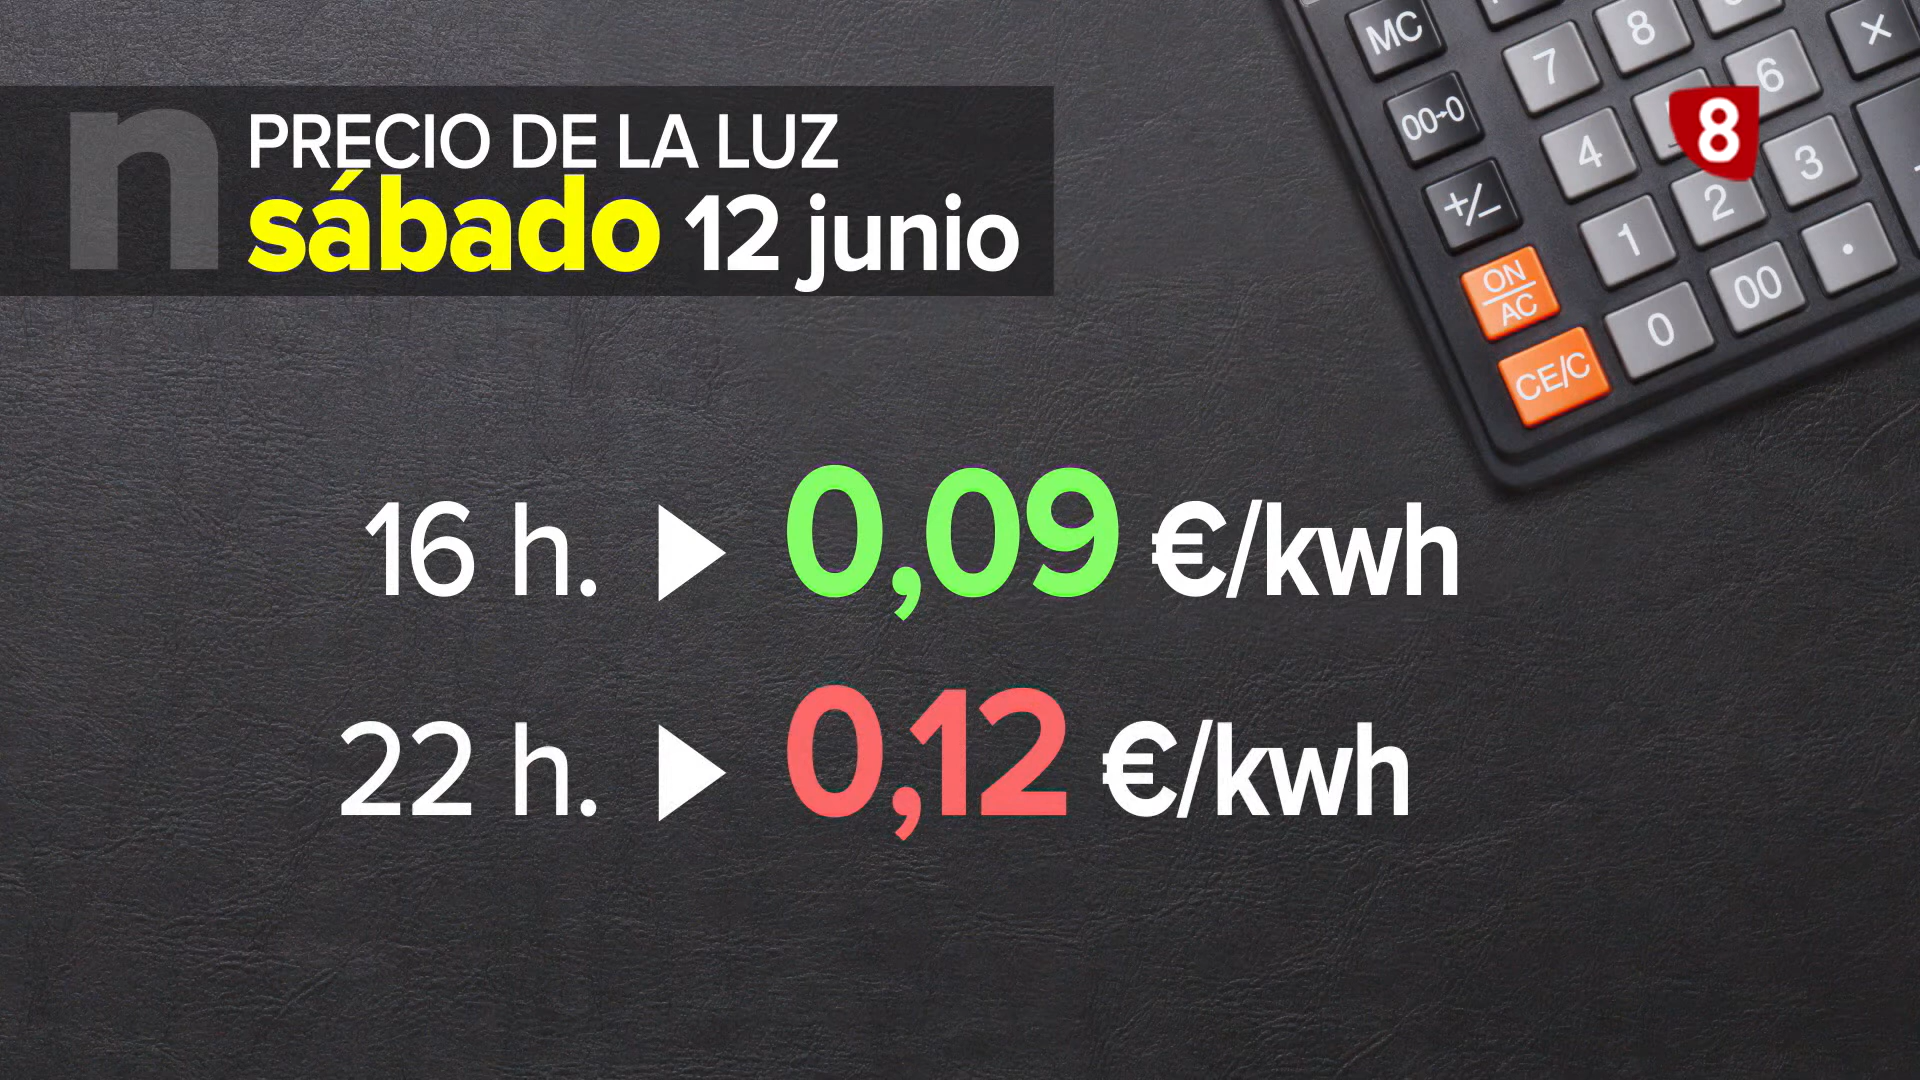 n
PRECIO DE LA LUZ
sábado 12 junio
MC
7
8
×
00→0
4
6
8
+/−
1
2
3
ON
AC
0
00
.
CE/C
16 h. ▶ 0,09 €/kwh
22 h. ▶ 0,12 €/kwh